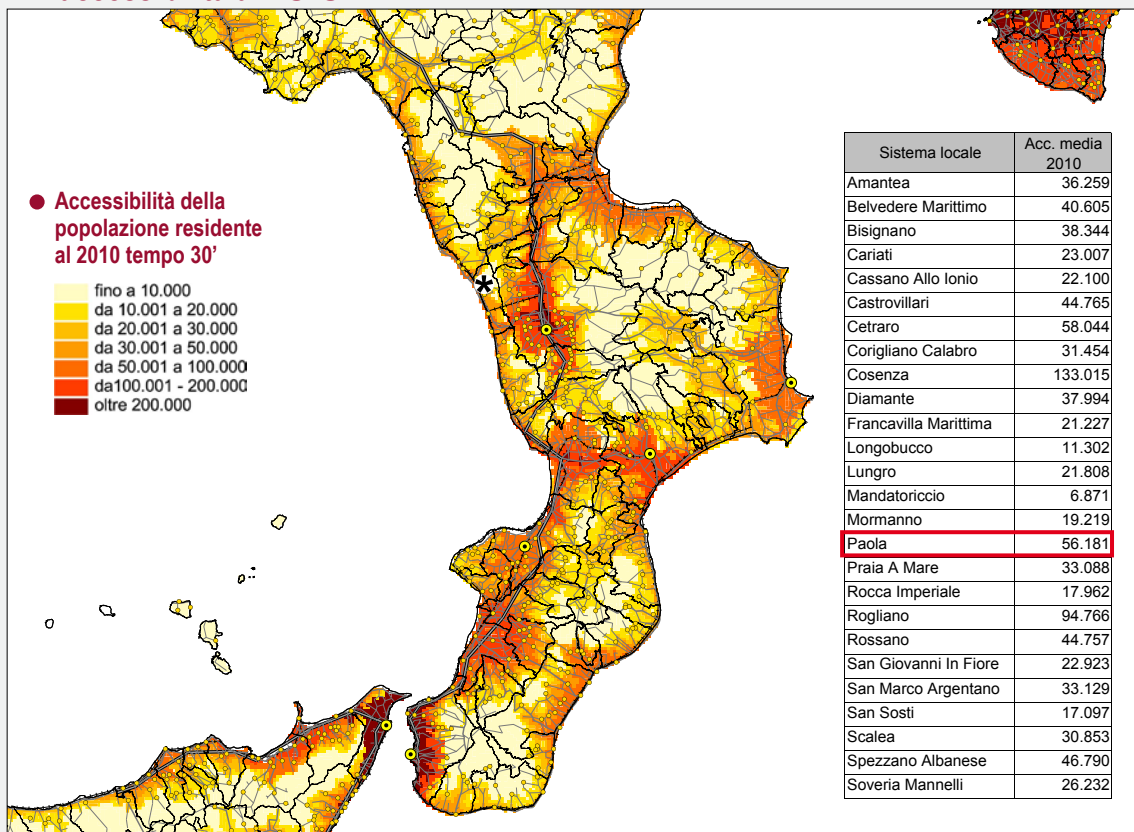 ● Accessibilità della
popolazione residente
al 2010 tempo 30’
fino a 10.000
da 10.001 a 20.000
da 20.001 a 30.000
da 30.001 a 50.000
da 50.001 a 100.000
da100.001 - 200.000
oltre 200.000
*
Sistema locale Acc. media 2010
Amantea 36.259
Belvedere Marittimo 40.605
Bisignano 38.344
Cariati 23.007
Cassano Allo Ionio 22.100
Castrovillari 44.765
Cetraro 58.044
Corigliano Calabro 31.454
Cosenza 133.015
Diamante 37.994
Francavilla Marittima 21.227
Longobucco 11.302
Lungro 21.808
Mandatoriccio 6.871
Mormanno 19.219
Paola 56.181
Praia A Mare 33.088
Rocca Imperiale 17.962
Rogliano 94.766
Rossano 44.757
San Giovanni In Fiore 22.923
San Marco Argentano 33.129
San Sosti 17.097
Scalea 30.853
Spezzano Albanese 46.790
Soveria Mannelli 26.232